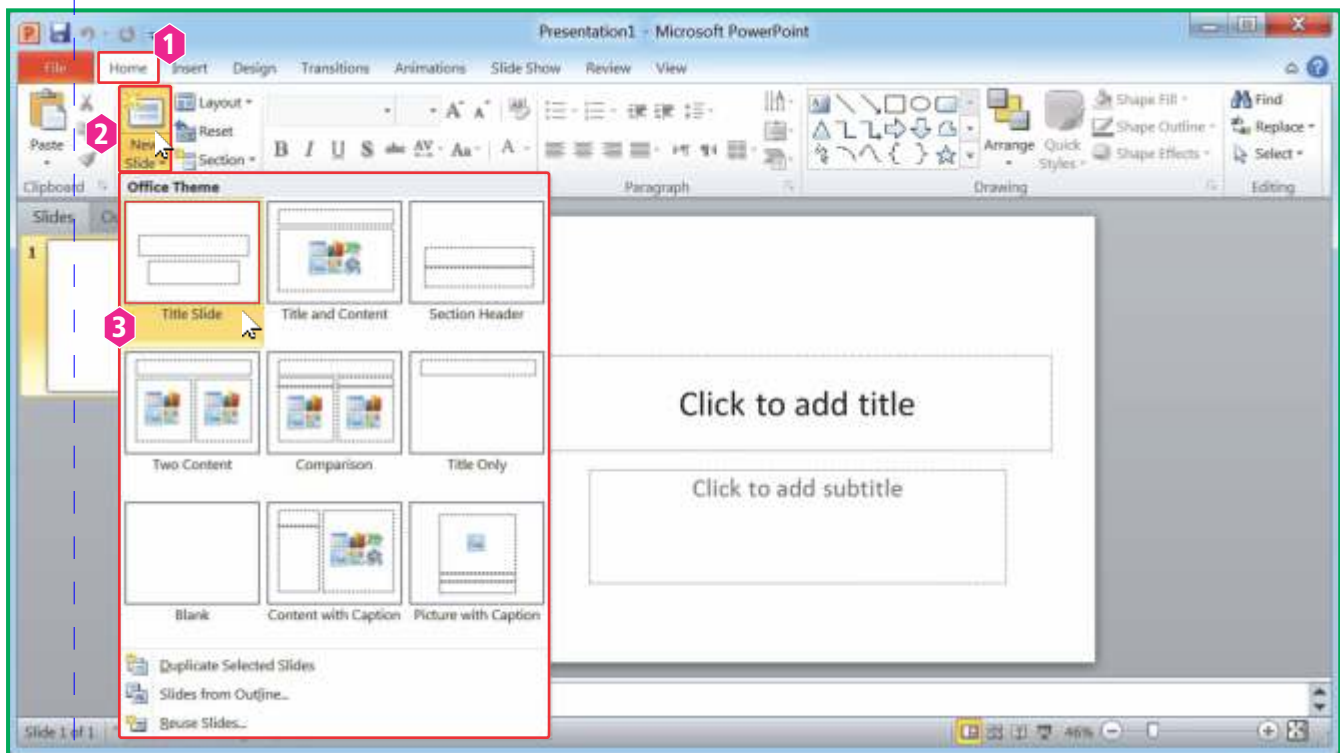 Presentation1 - Microsoft PowerPoint
1
File Home Insert Design Transitions Animations Slide Show Review View
Layout
Reset
Section
Paste
2
New Slide
B I U S abc AV Aa A
Arrange
Quick Styles
Shape Fill
Shape Outline
Shape Effects
Find
Replace
Select
Clipboard
Paragraph
Drawing
Editing
Slides
Office Theme
1
Title Slide
Title and Content
Section Header
3
Two Content
Comparison
Title Only
Blank
Content with Caption
Picture with Caption
Duplicate Selected Slides
Slides from Outline...
Reuse Slides...
Click to add title
Click to add subtitle
Slide 1 of 1
46%